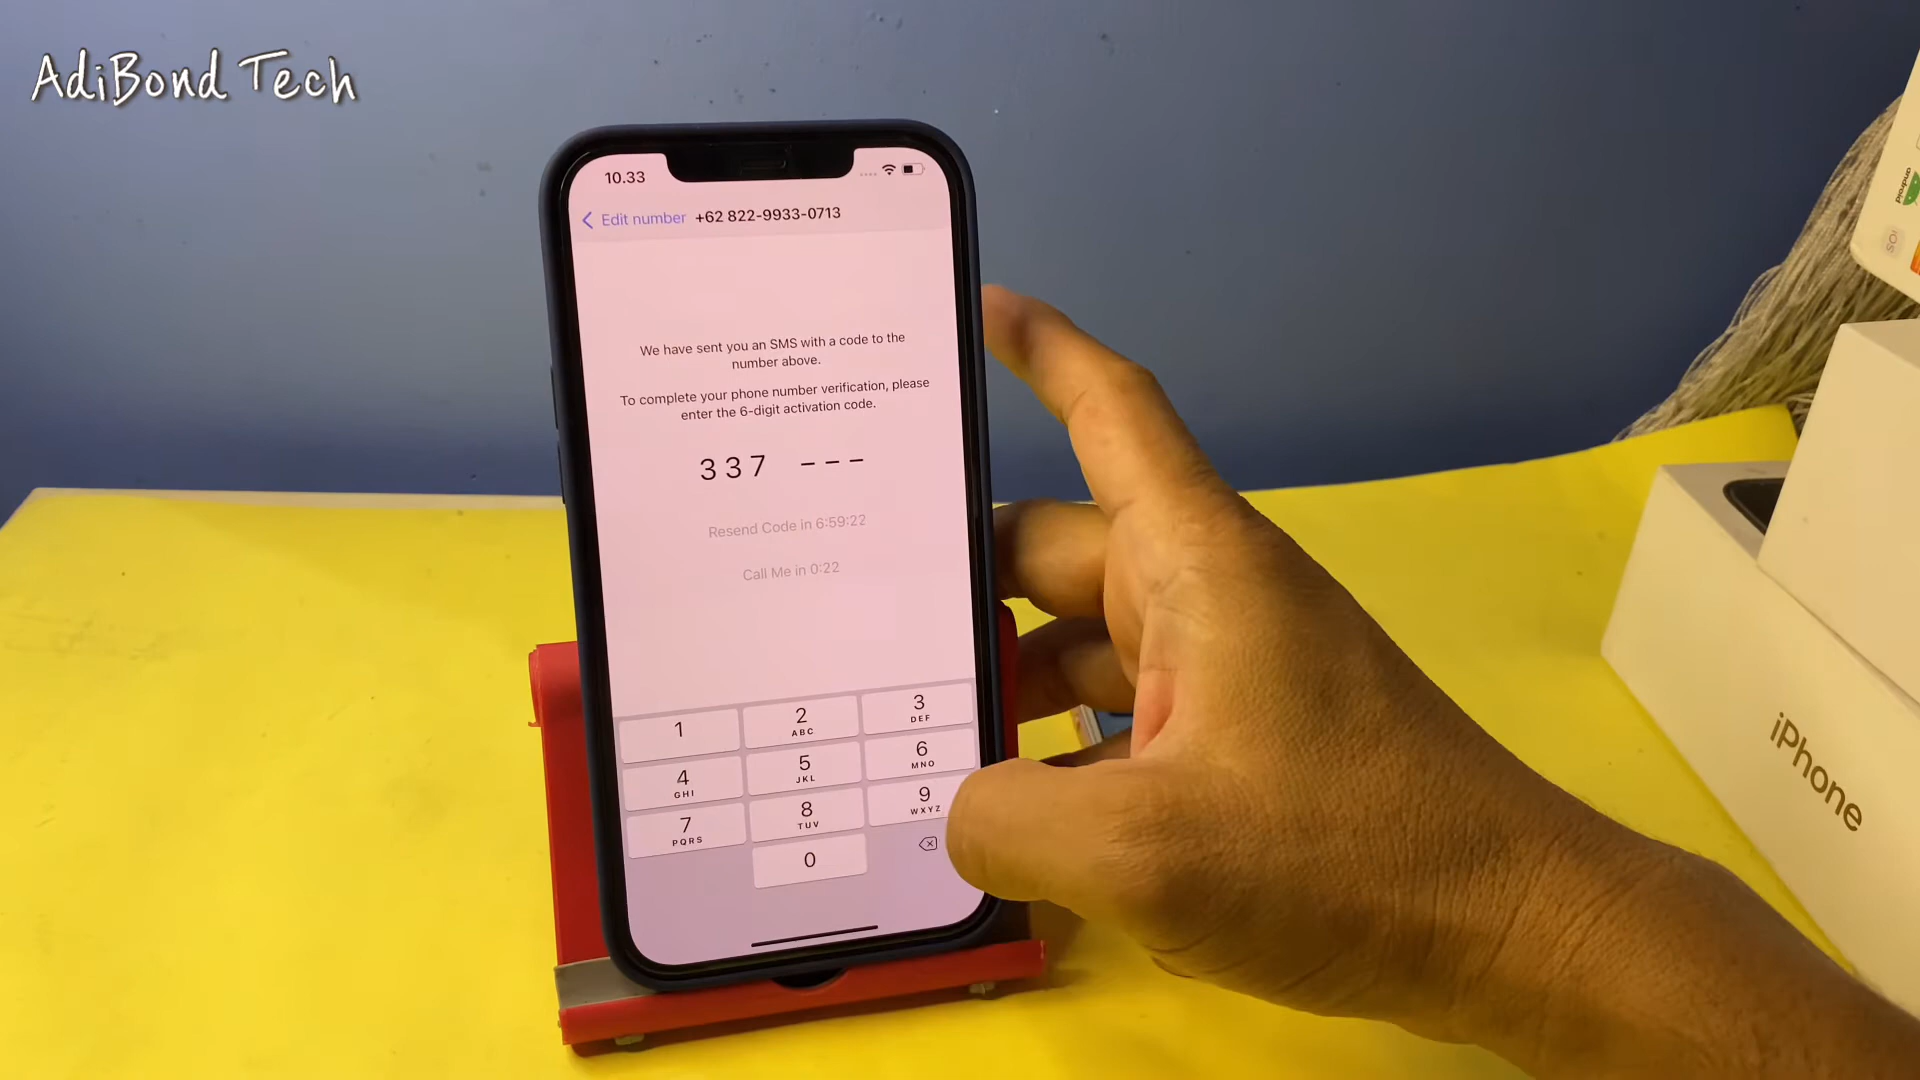 AdiBond Tech
10.33
Edit number +62 822-9933-0713
We have sent you an SMS with a code to the
number above.
To complete your phone number verification, please
enter the 6-digit activation code.
337 ---
Resend Code in 6:59:22
Call Me in 0:22
1
2
ABC
3
DEF
4
GHI
5
JKL
6
MNO
7
PQRS
8
TUV
9
WXYZ
0
android
iOS
iPhone